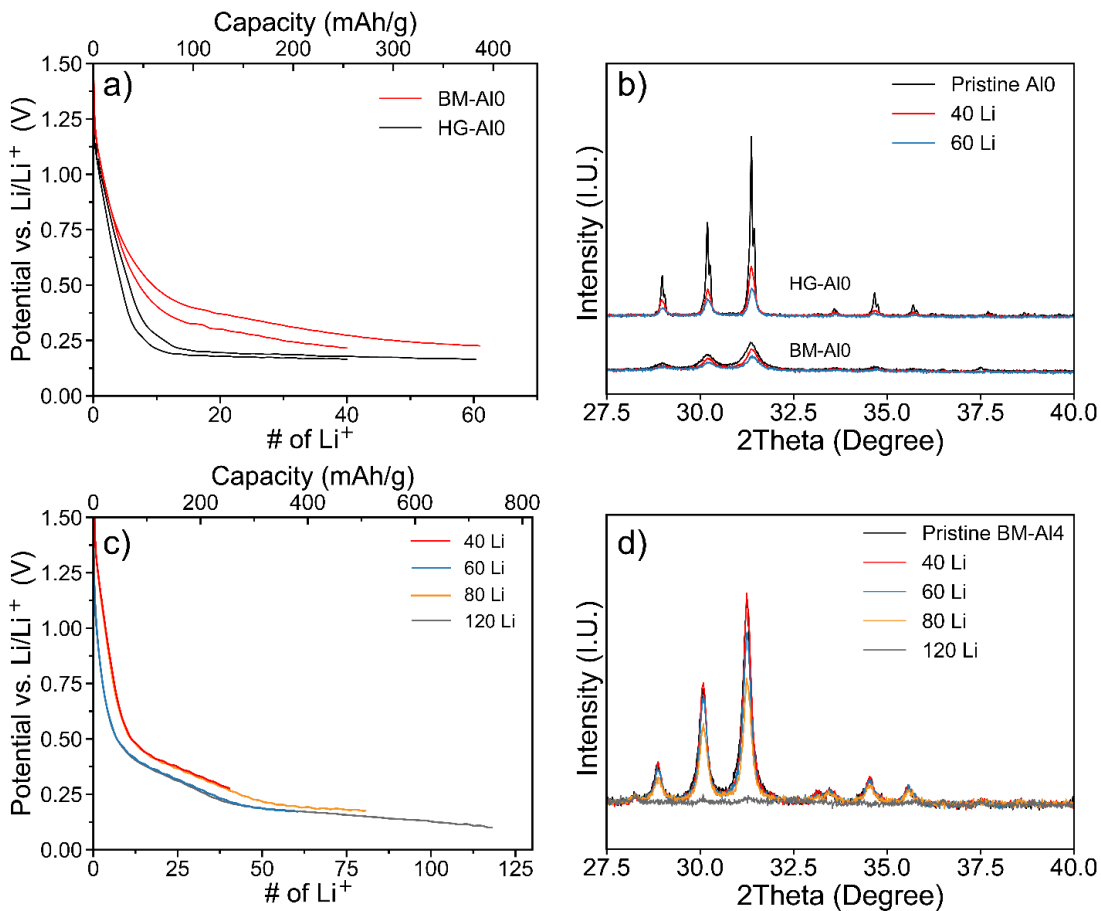 Capacity (mAh/g)
0 100 200 300 400
1.50
1.25
1.00
0.75
0.50
0.25
0.00
Potential vs. Li/Li⁺ (V)
a)
BM-Al0
HG-Al0
0 20 40 60
# of Li⁺
b)
Intensity (I.U.)
Pristine Al0
40 Li
60 Li
HG-Al0
BM-Al0
27.5 30.0 32.5 35.0 37.5 40.0
2Theta (Degree)
Capacity (mAh/g)
0 200 400 600 800
1.50
1.25
1.00
0.75
0.50
0.25
0.00
Potential vs. Li/Li⁺ (V)
c)
40 Li
60 Li
80 Li
120 Li
0 25 50 75 100 125
# of Li⁺
d)
Intensity (I.U.)
Pristine BM-Al4
40 Li
60 Li
80 Li
120 Li
27.5 30.0 32.5 35.0 37.5 40.0
2Theta (Degree)